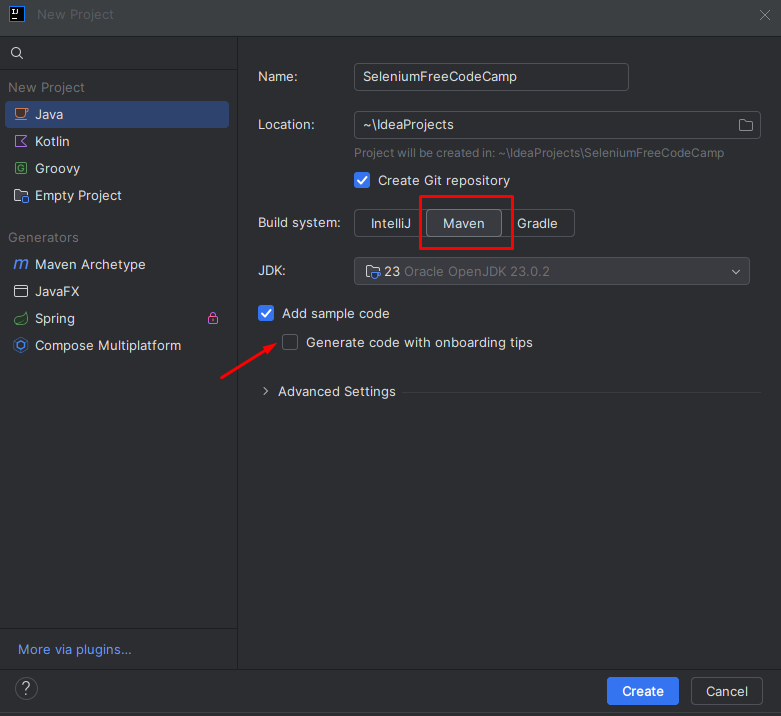 New Project
New Project
Java
Kotlin
Groovy
Empty Project
Generators
Maven Archetype
JavaFX
Spring
Compose Multiplatform
More via plugins...
Name: SeleniumFreeCodeCamp
Location: ~\IdeaProjects
Project will be created in: ~\IdeaProjects\SeleniumFreeCodeCamp
Create Git repository
Build system: IntelliJ Maven Gradle
JDK: 23 Oracle OpenJDK 23.0.2
Add sample code
Generate code with onboarding tips
Advanced Settings
? Create Cancel